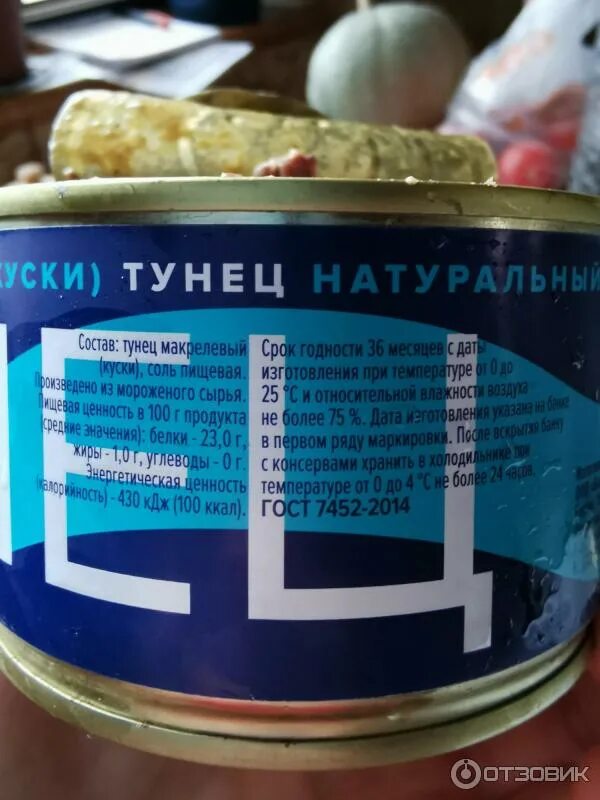 КУСКИ) ТУНЕЦ НАТУРАЛЬНЫЙ
ЕЦ
Состав: тунец макрелевый
(куски), соль пищевая.
Произведено из мороженого сырья.
Пищевая ценность в 100 г продукта
(средние значения): белки - 23,0 г,
жиры - 1,0 г, углеводы - 0 г.
Энергетическая ценность
(калорийность) - 430 кДж (100 ккал).
Срок годности 36 месяцев с даты
изготовления при температуре от 0 до
25 °С и относительной влажности воздуха
не более 75 %. Дата изготовления указана на банке
в первом ряду маркировки. После вскрытия банку
с консервами хранить в холодильнике при
температуре от 0 до 4 °С не более 24 часов.
ГОСТ 7452-2014
ОТЗОВИК